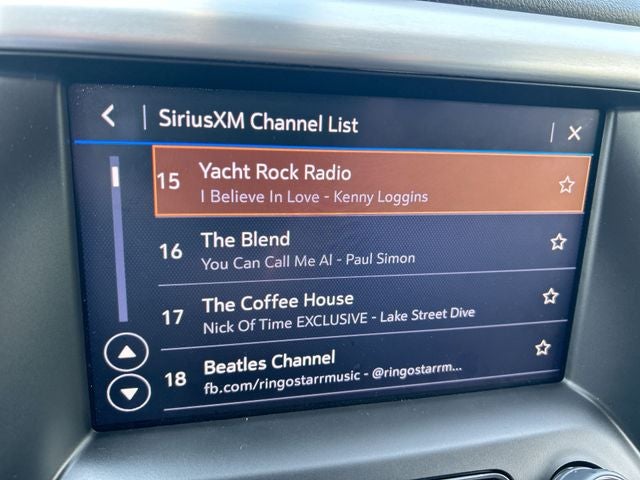 SiriusXM Channel List
15 Yacht Rock Radio
I Believe In Love - Kenny Loggins
16 The Blend
You Can Call Me Al - Paul Simon
17 The Coffee House
Nick Of Time EXCLUSIVE - Lake Street Dive
18 Beatles Channel
fb.com/ringostarrmusic - @ringostarrm...